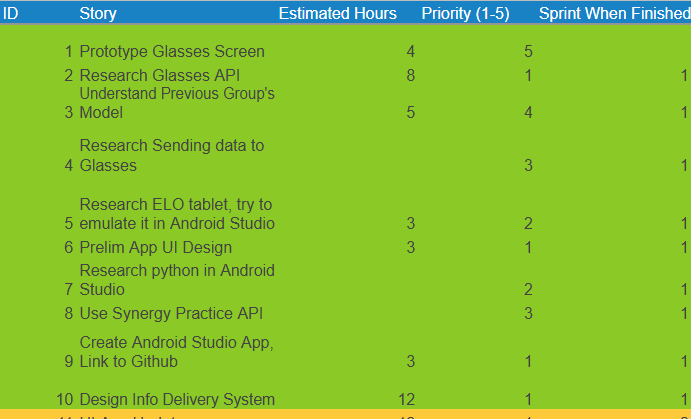 ID Story Estimated Hours Priority (1-5) Sprint When Finished
1 Prototype Glasses Screen 4 5
2 Research Glasses API 8 1 1
Understand Previous Group's
3 Model 5 4 1
Research Sending data to
4 Glasses 3 1
Research ELO tablet, try to
5 emulate it in Android Studio 3 2 1
6 Prelim App UI Design 3 1 1
Research python in Android
7 Studio 2 1
8 Use Synergy Practice API 3 1
Create Android Studio App,
9 Link to Github 3 1 1
10 Design Info Delivery System 12 1 1